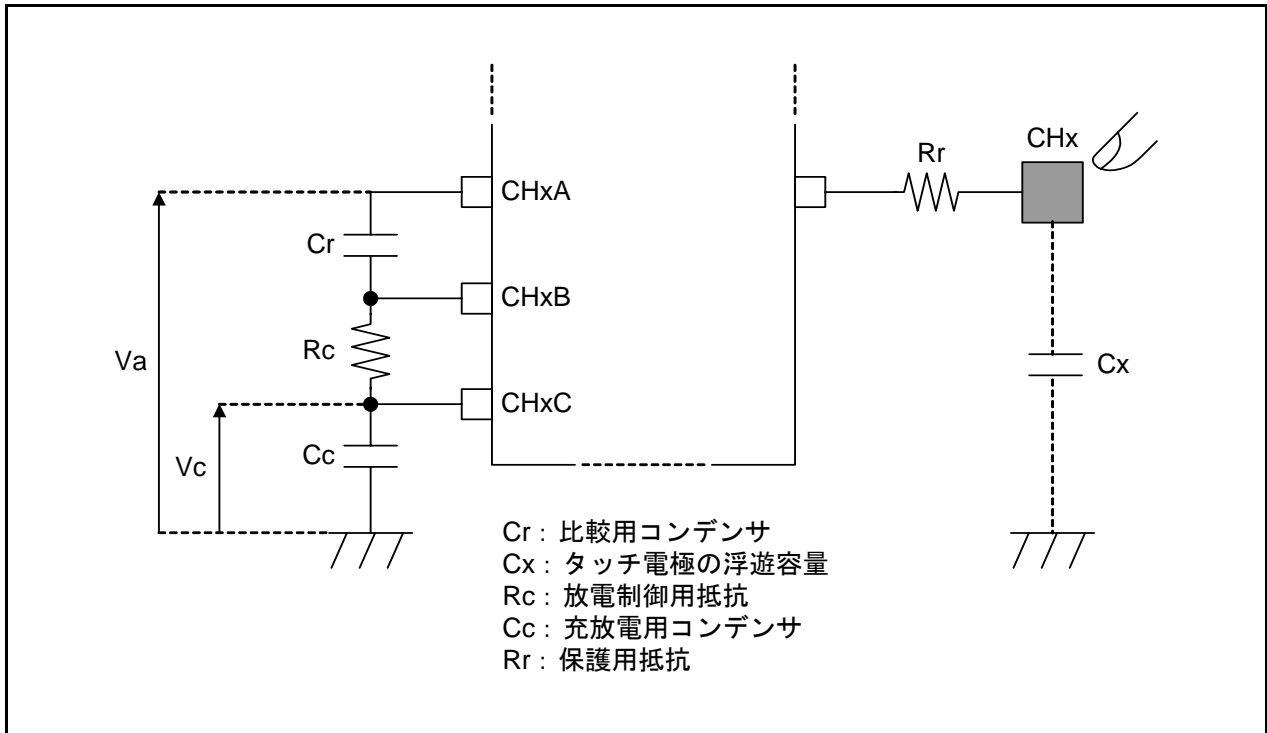 CHx
Rr
CHxA
Cr
CHxB
Rc
Va
Cx
CHxC
Cc
Vc
Cr : 比較用コンデンサ
Cx : タッチ電極の浮遊容量
Rc : 放電制御用抵抗
Cc : 充放電用コンデンサ
Rr : 保護用抵抗